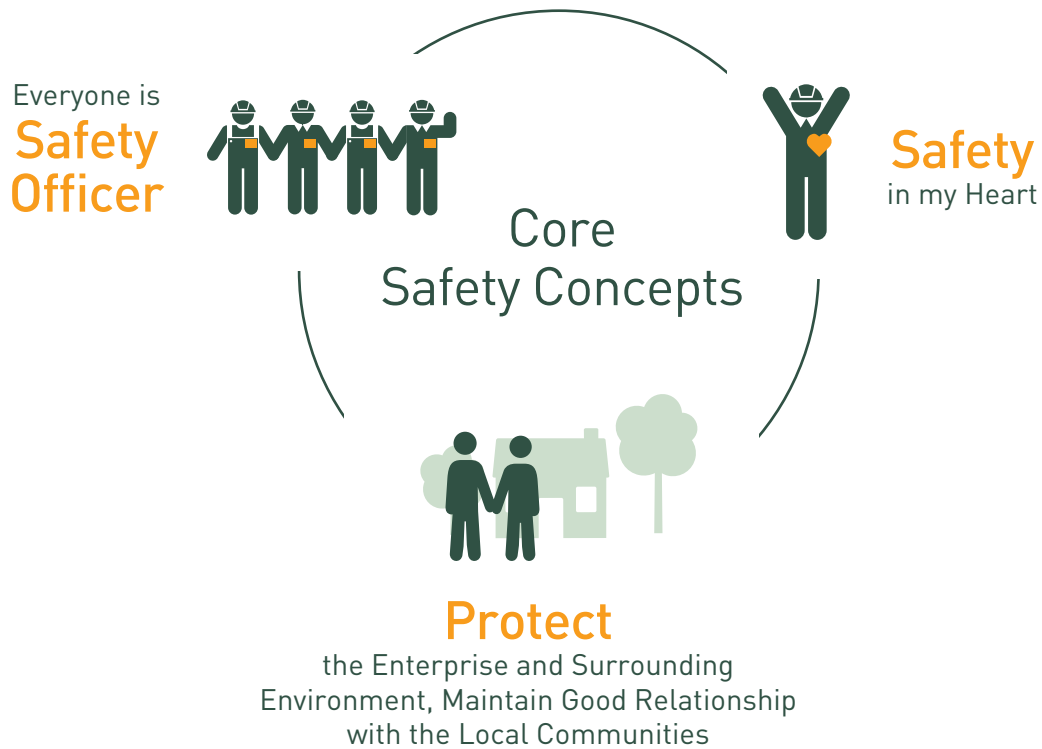 Everyone is
Safety
Officer
Safety
in my Heart
Core
Safety Concepts
Protect
the Enterprise and Surrounding
Environment, Maintain Good Relationship
with the Local Communities